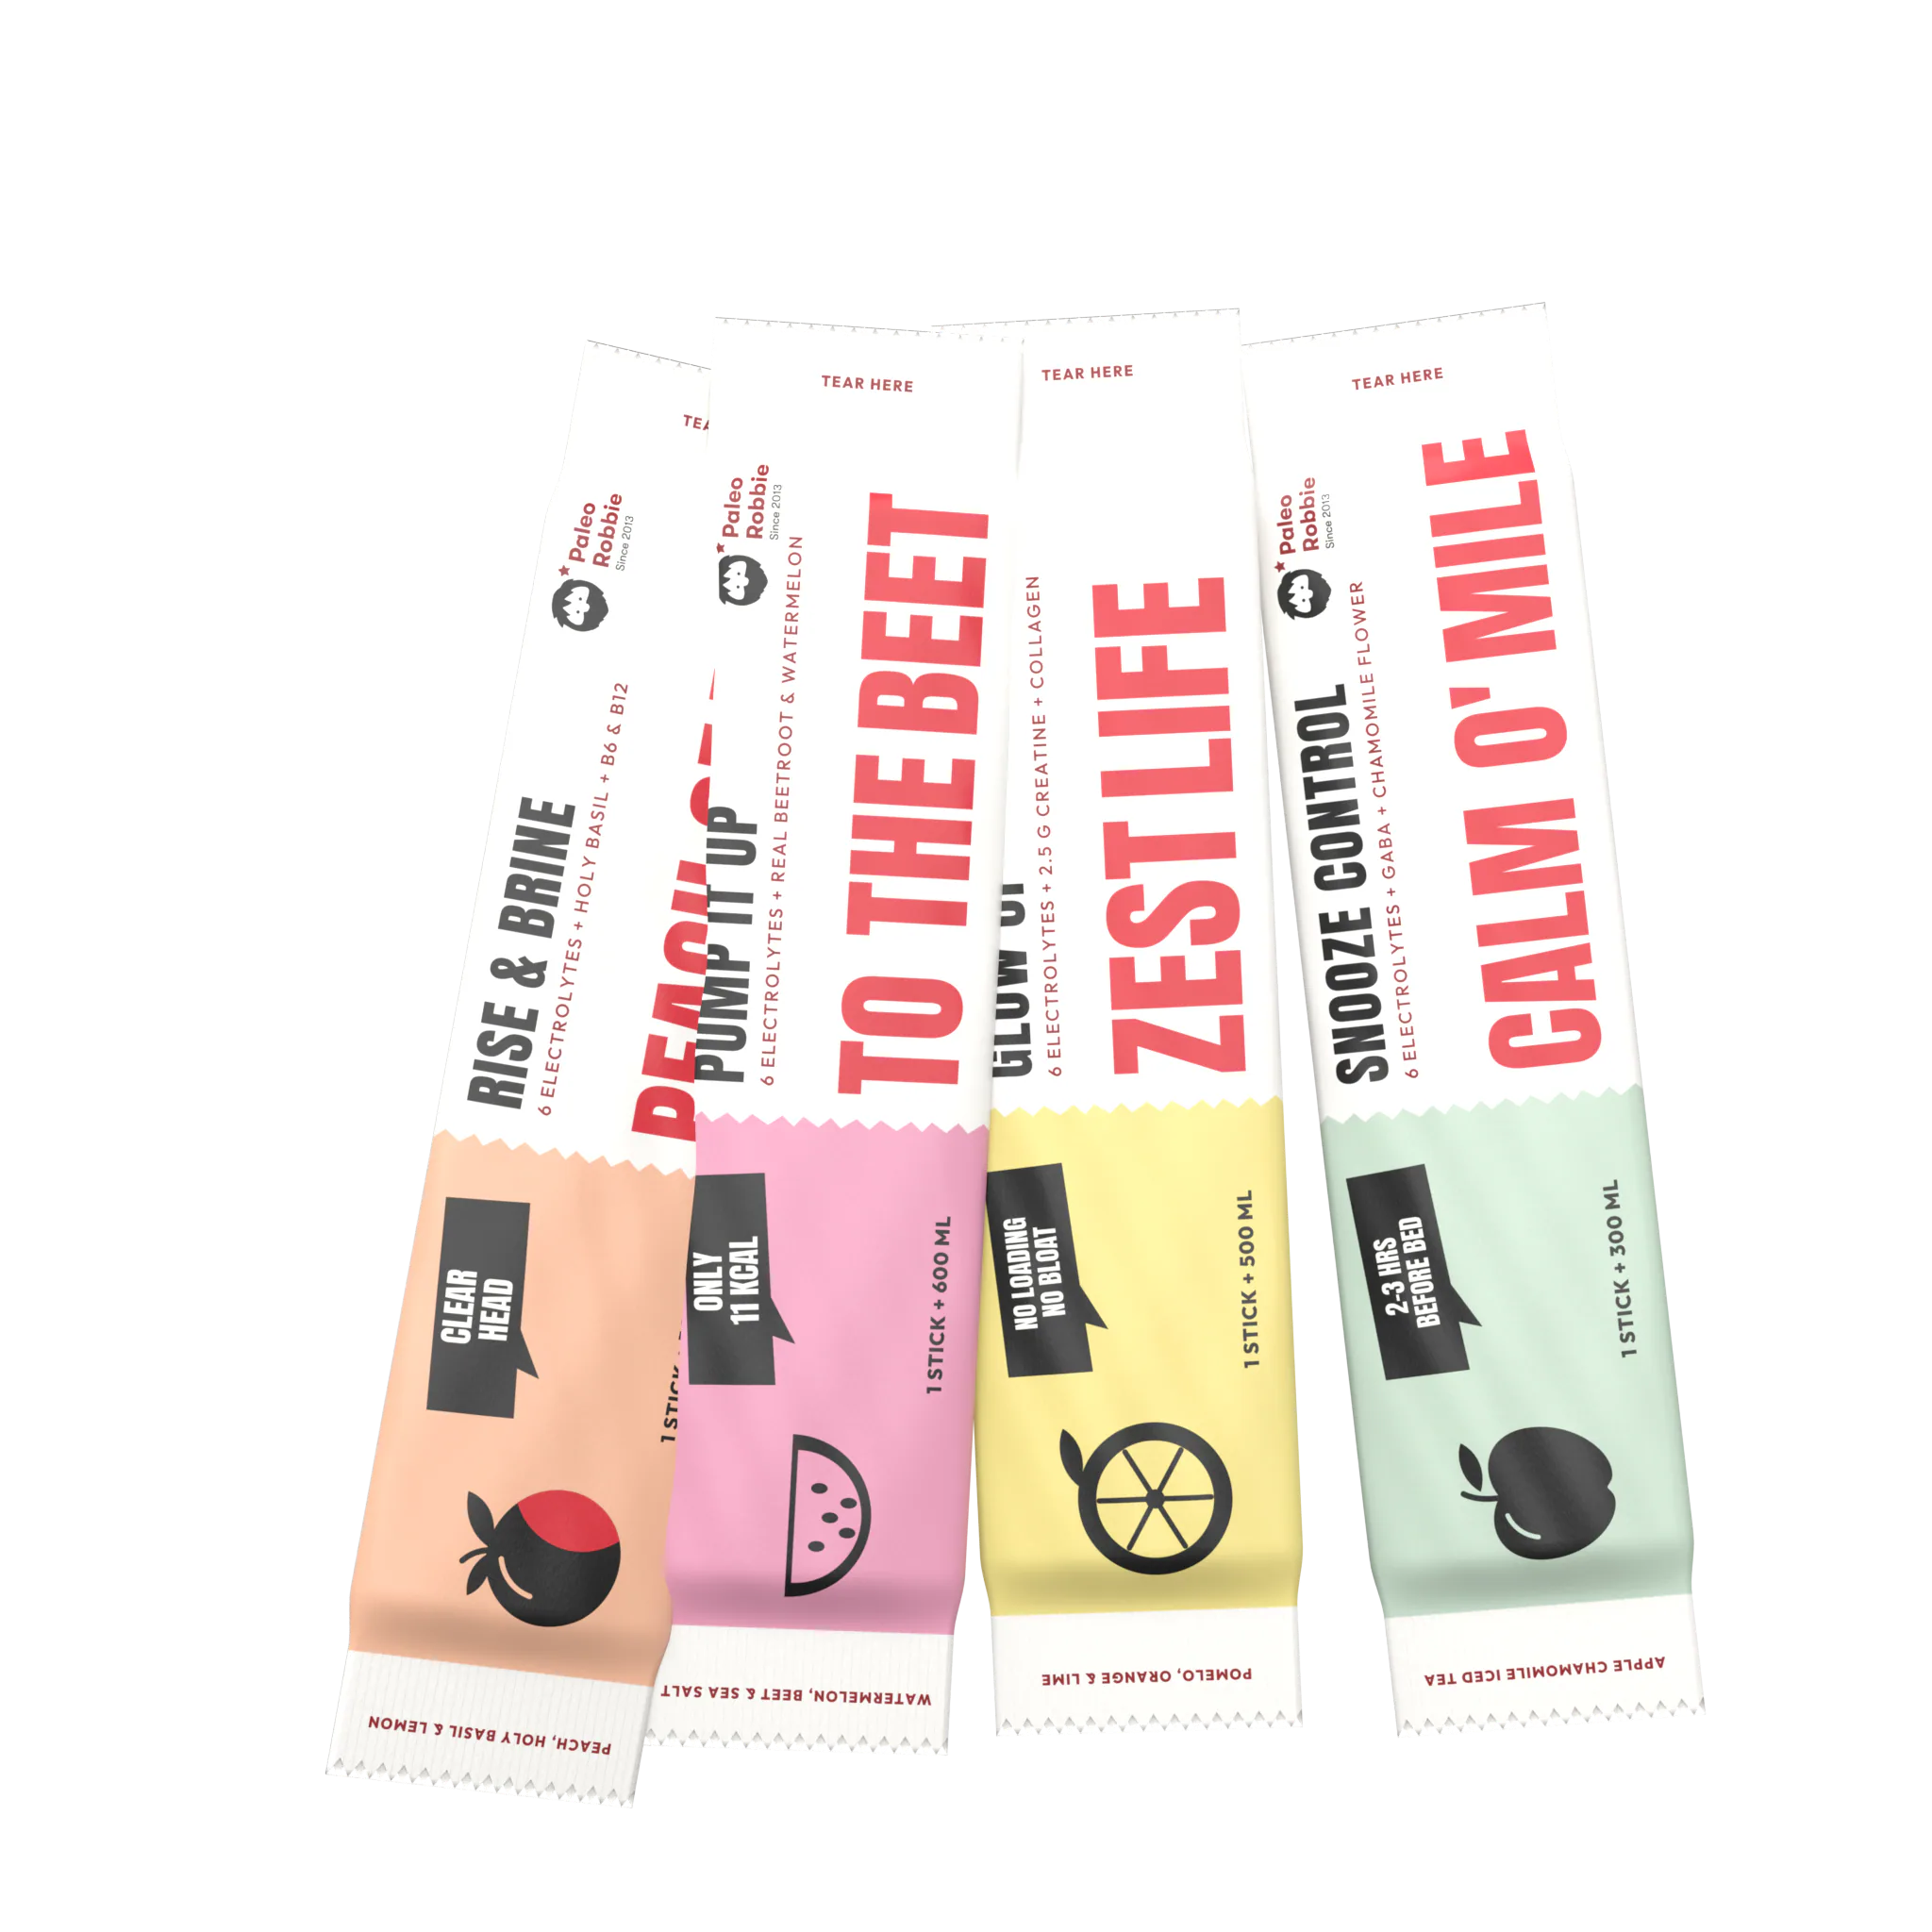 Paleo
Robbie
Since 2013
RISE & BRINE
6 ELECTROLYTES + HOLY BASIL + B6 & B12
CLEAR
HEAD
PEACH, HOLY BASIL & LEMON
TEAR HERE
Paleo
Robbie
Since 2013
PUMP IT UP
6 ELECTROLYTES + REAL BEETROOT & WATERMELON
TO THE BEET
ONLY
11 KCAL
1 STICK + 600 ML
WATERMELON, BEET & SEA SALT
TEAR HERE
6 ELECTROLYTES + 2.5 G CREATINE + COLLAGEN
ZEST LIFE
NO LOADING
NO BLOAT
1 STICK + 500 ML
POMELO, ORANGE & LIME
TEAR HERE
Paleo
Robbie
Since 2013
SNOOZE CONTROL
6 ELECTROLYTES + GABA + CHAMOMILE FLOWER
CALM O' MILE
2-3 HRS
BEFORE BED
1 STICK + 300 ML
APPLE CHAMOMILE ICED TEA